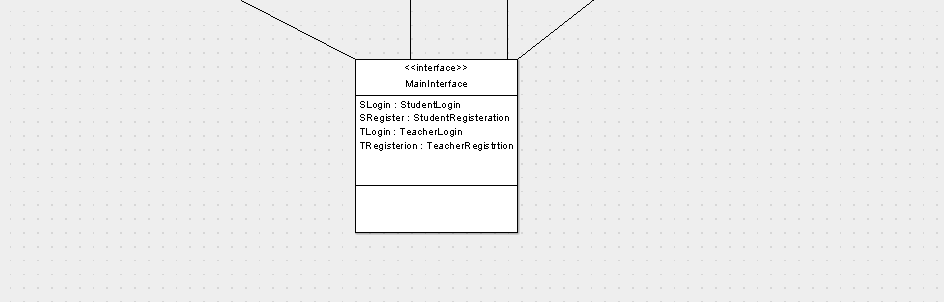 <<interface>>
MainInterface
SLogin : StudentLogin
SRegister : StudentRegisteration
TLogin : TeacherLogin
TRegisterion : TeacherRegistrtion